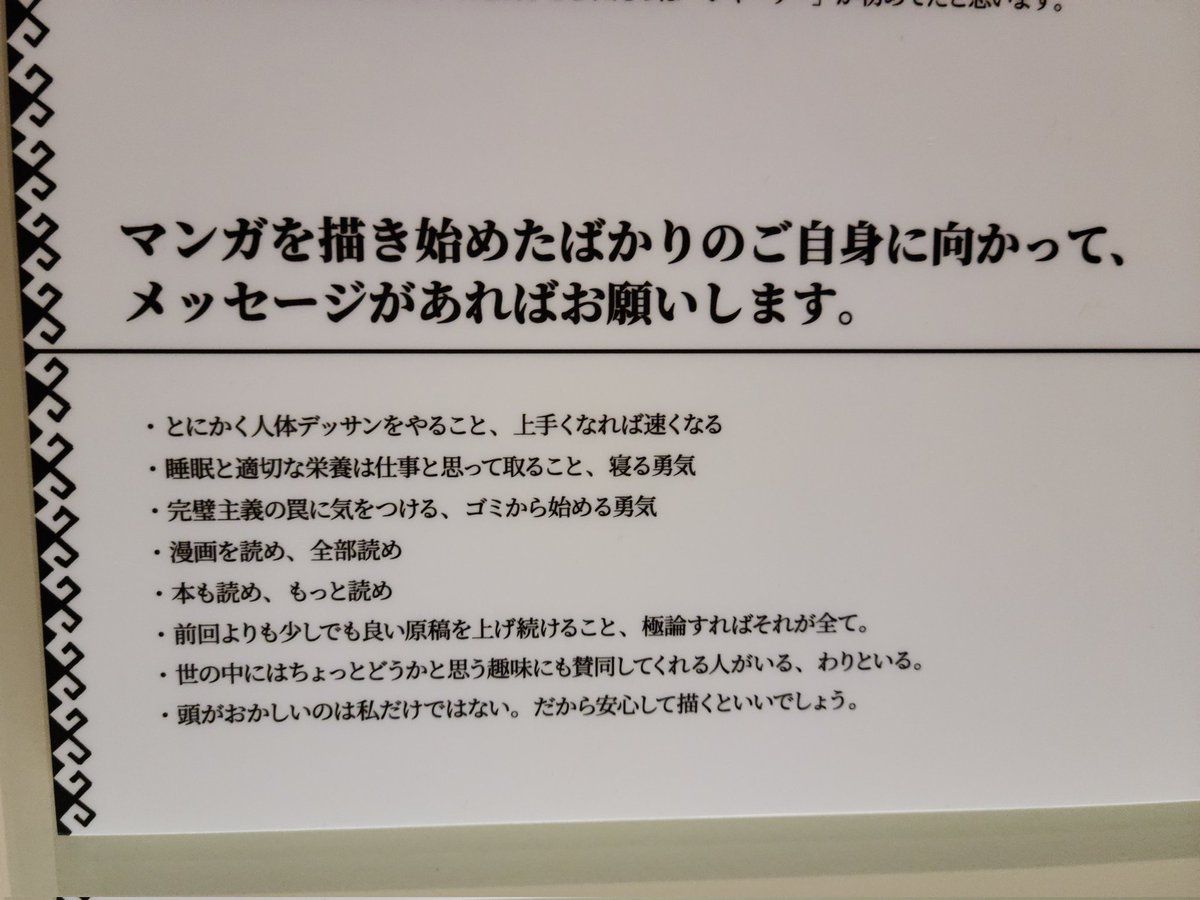 が初めてだと思います。
マンガを描き始めたばかりのご自身に向かって、
メッセージがあればお願いします。
・とにかく人体デッサンをやること、上手くなれば速くなる
・睡眠と適切な栄養は仕事と思って取ること、寝る勇気
・完璧主義の罠に気をつける、ゴミから始める勇気
・漫画を読め、全部読め
・本も読め、もっと読め
・前回よりも少しでも良い原稿を上げ続けること、極論すればそれが全て。
・世の中にはちょっとどうかと思う趣味にも賛同してくれる人がいる、わりといる。
・頭がおかしいのは私だけではない。だから安心して描くといいでしょう。